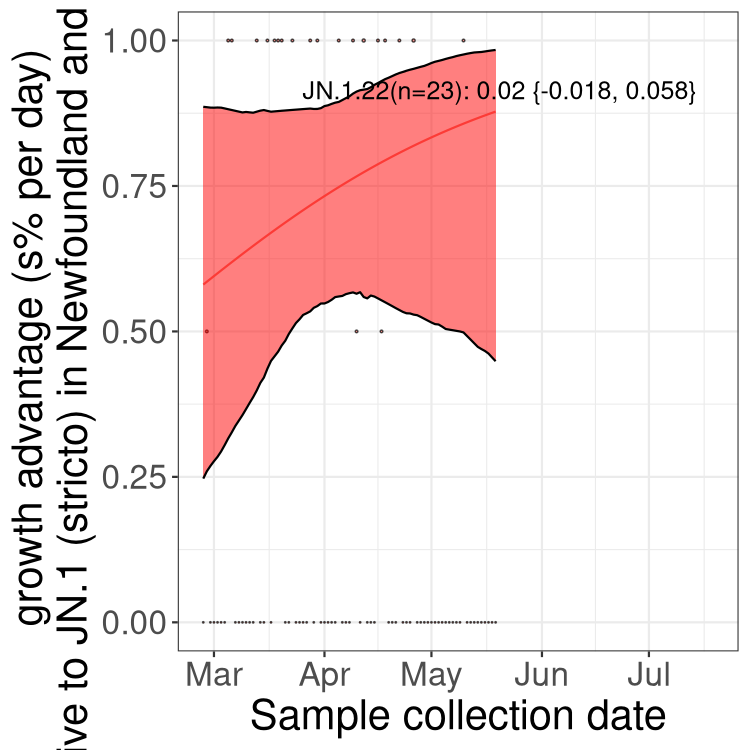 growth advantage (s% per day)
ive to JN.1 (stricto) in Newfoundland and
1.00
0.75
0.50
0.25
0.00
JN.1.22(n=23): 0.02 {-0.018, 0.058}
Mar Apr May Jun Jul
Sample collection date